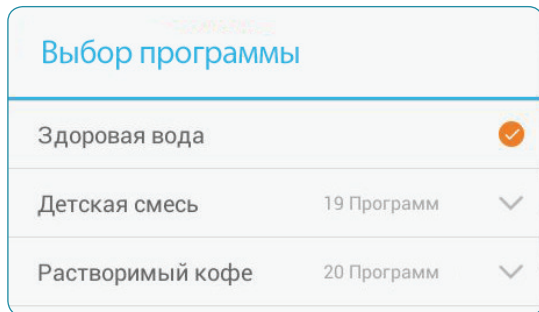 Выбор программы
Здоровая вода
Детская смесь 19 Программ
Растворимый кофе 20 Программ